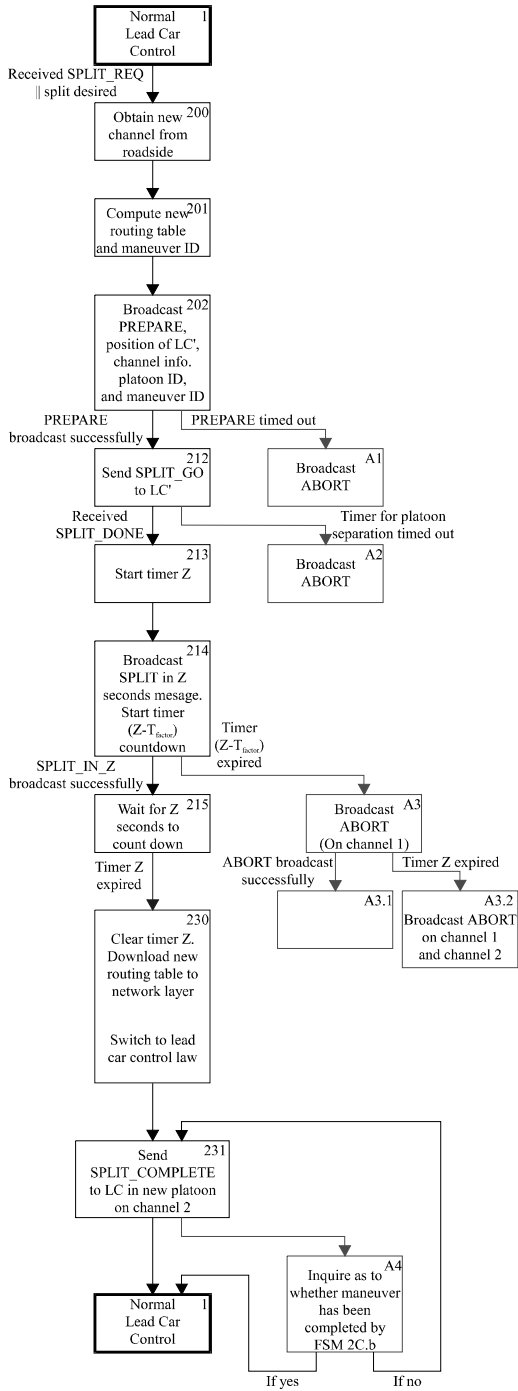 Normal 1
Lead Car
Control
Received SPLIT_REQ
|| split desired
200
Obtain new
channel from
roadside
201
Compute new
routing table
and maneuver ID
202
Broadcast
PREPARE,
position of LC',
channel info.
platoon ID,
and maneuver ID
PREPARE
broadcast successfully
PREPARE timed out
212
Send SPLIT_GO
to LC'
A1
Broadcast
ABORT
Received
SPLIT_DONE
Timer for platoon
separation timed out
213
Start timer Z
A2
Broadcast
ABORT
214
Broadcast
SPLIT in Z
seconds mesage.
Start timer
(Z-Tfactor)
countdown
Timer
(Z-Tfactor)
expired
SPLIT_IN_Z
broadcast successfully
215
Wait for Z
seconds to
count down
A3
Broadcast
ABORT
(On channel 1)
Timer Z
expired
ABORT broadcast
successfully
Timer Z expired
A3.1
A3.2
Broadcast ABORT
on channel 1
and channel 2
230
Clear timer Z.
Download new
routing table to
network layer
Switch to lead
car control law
231
Send
SPLIT_COMPLETE
to LC in new platoon
on channel 2
A4
Inquire as to
whether maneuver
has been
completed by
FSM 2C.b
Normal 1
Lead Car
Control
If yes
If no